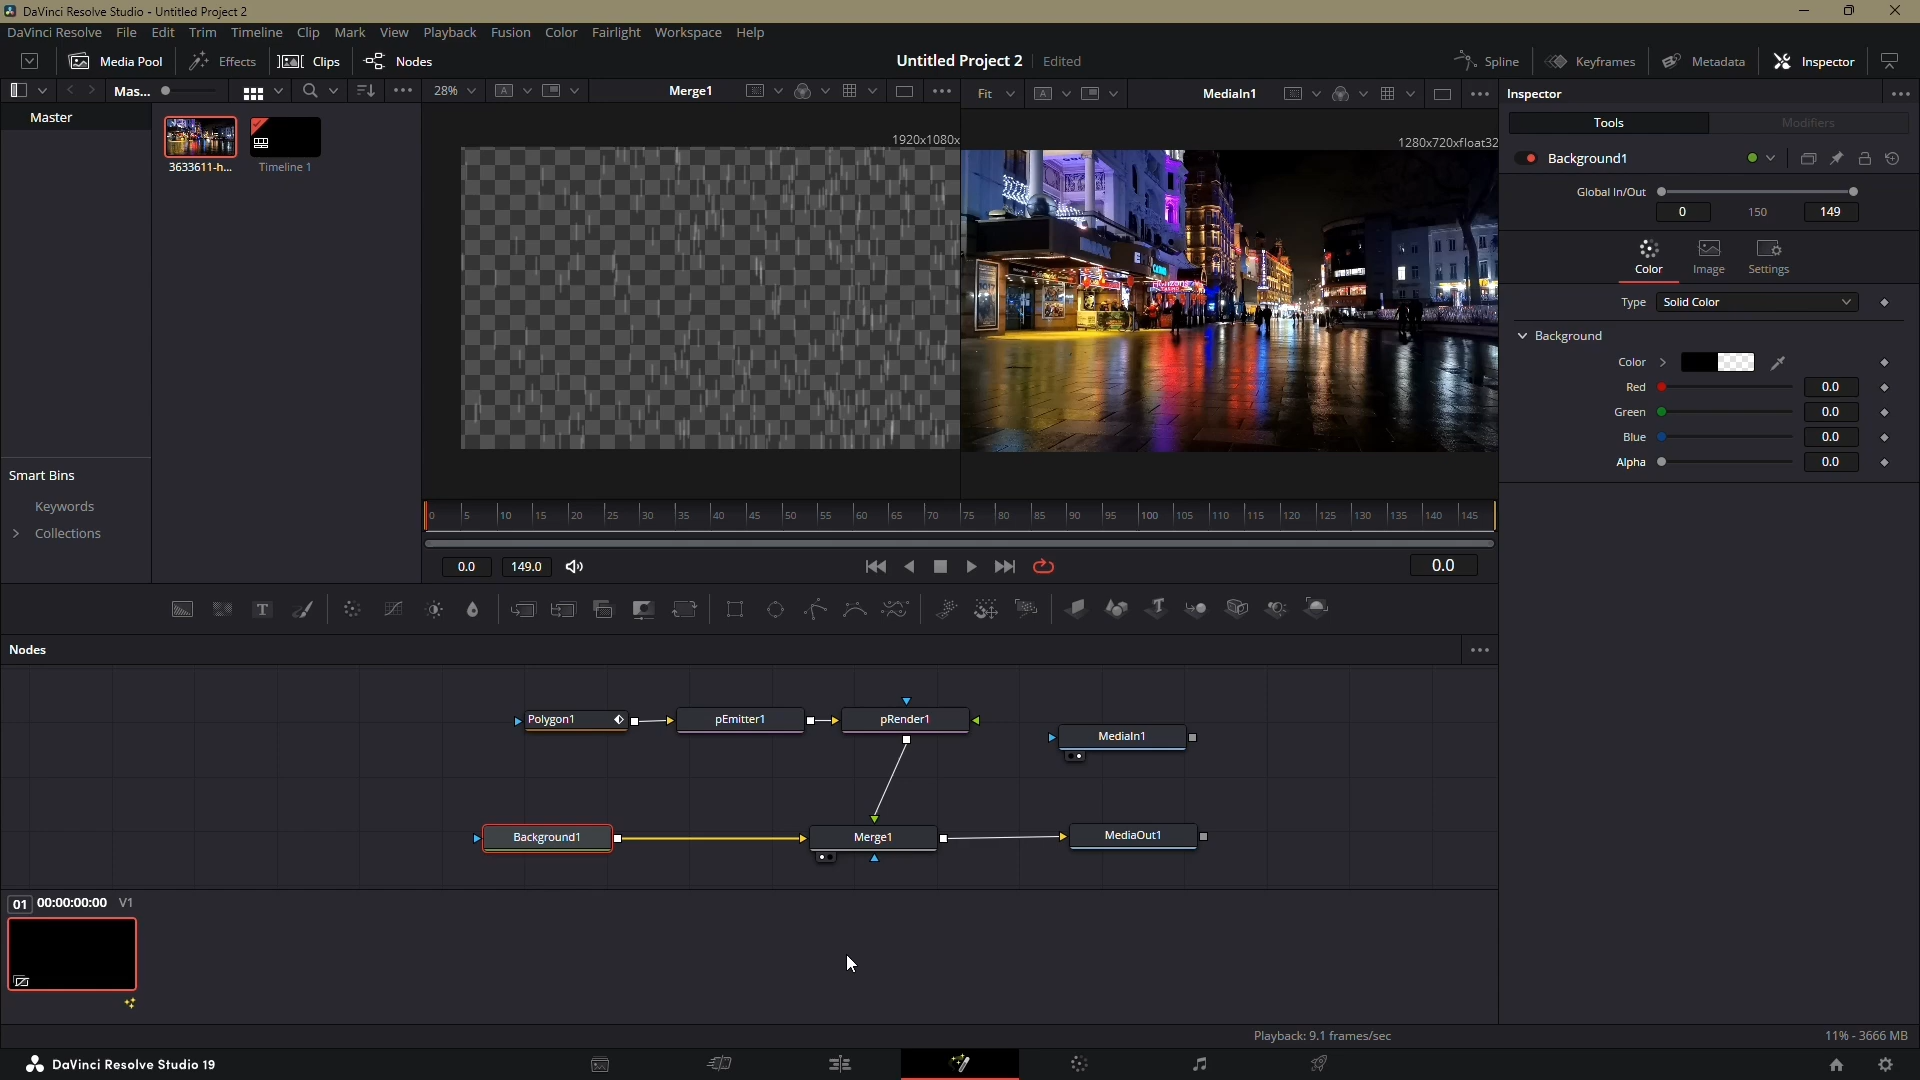 DaVinci Resolve Studio - Untitled Project 2
DaVinci Resolve File Edit Trim Timeline Clip Mark View Playback Fusion Color Fairlight Workspace Help
Media Pool Effects Clips Nodes Untitled Project 2 Edited Spline Keyframes Metadata Inspector
Mas... 28% A Merge1 Fit A MediaIn1 Inspector
Master
3633611-h... Timeline 1
1920x1080x 1280x720xfloat32
Tools Modifiers
Background1
Global In/Out
0 150 149
Color Image Settings
Type Solid Color
Background
Color
Red 0.0
Green 0.0
Blue 0.0
Alpha 0.0
Smart Bins
Keywords
Collections
0 5 10 15 20 25 30 35 40 45 50 55 60 65 70 75 80 85 90 95 100 105 110 115 120 125 130 135 140 145
0.0 149.0 0.0
T
Nodes
Polygon1 pEmitter1 pRender1
MediaIn1
Background1 Merge1 MediaOut1
01 00:00:00:00 V1
Playback: 9.1 frames/sec 11% - 3666 MB
DaVinci Resolve Studio 19